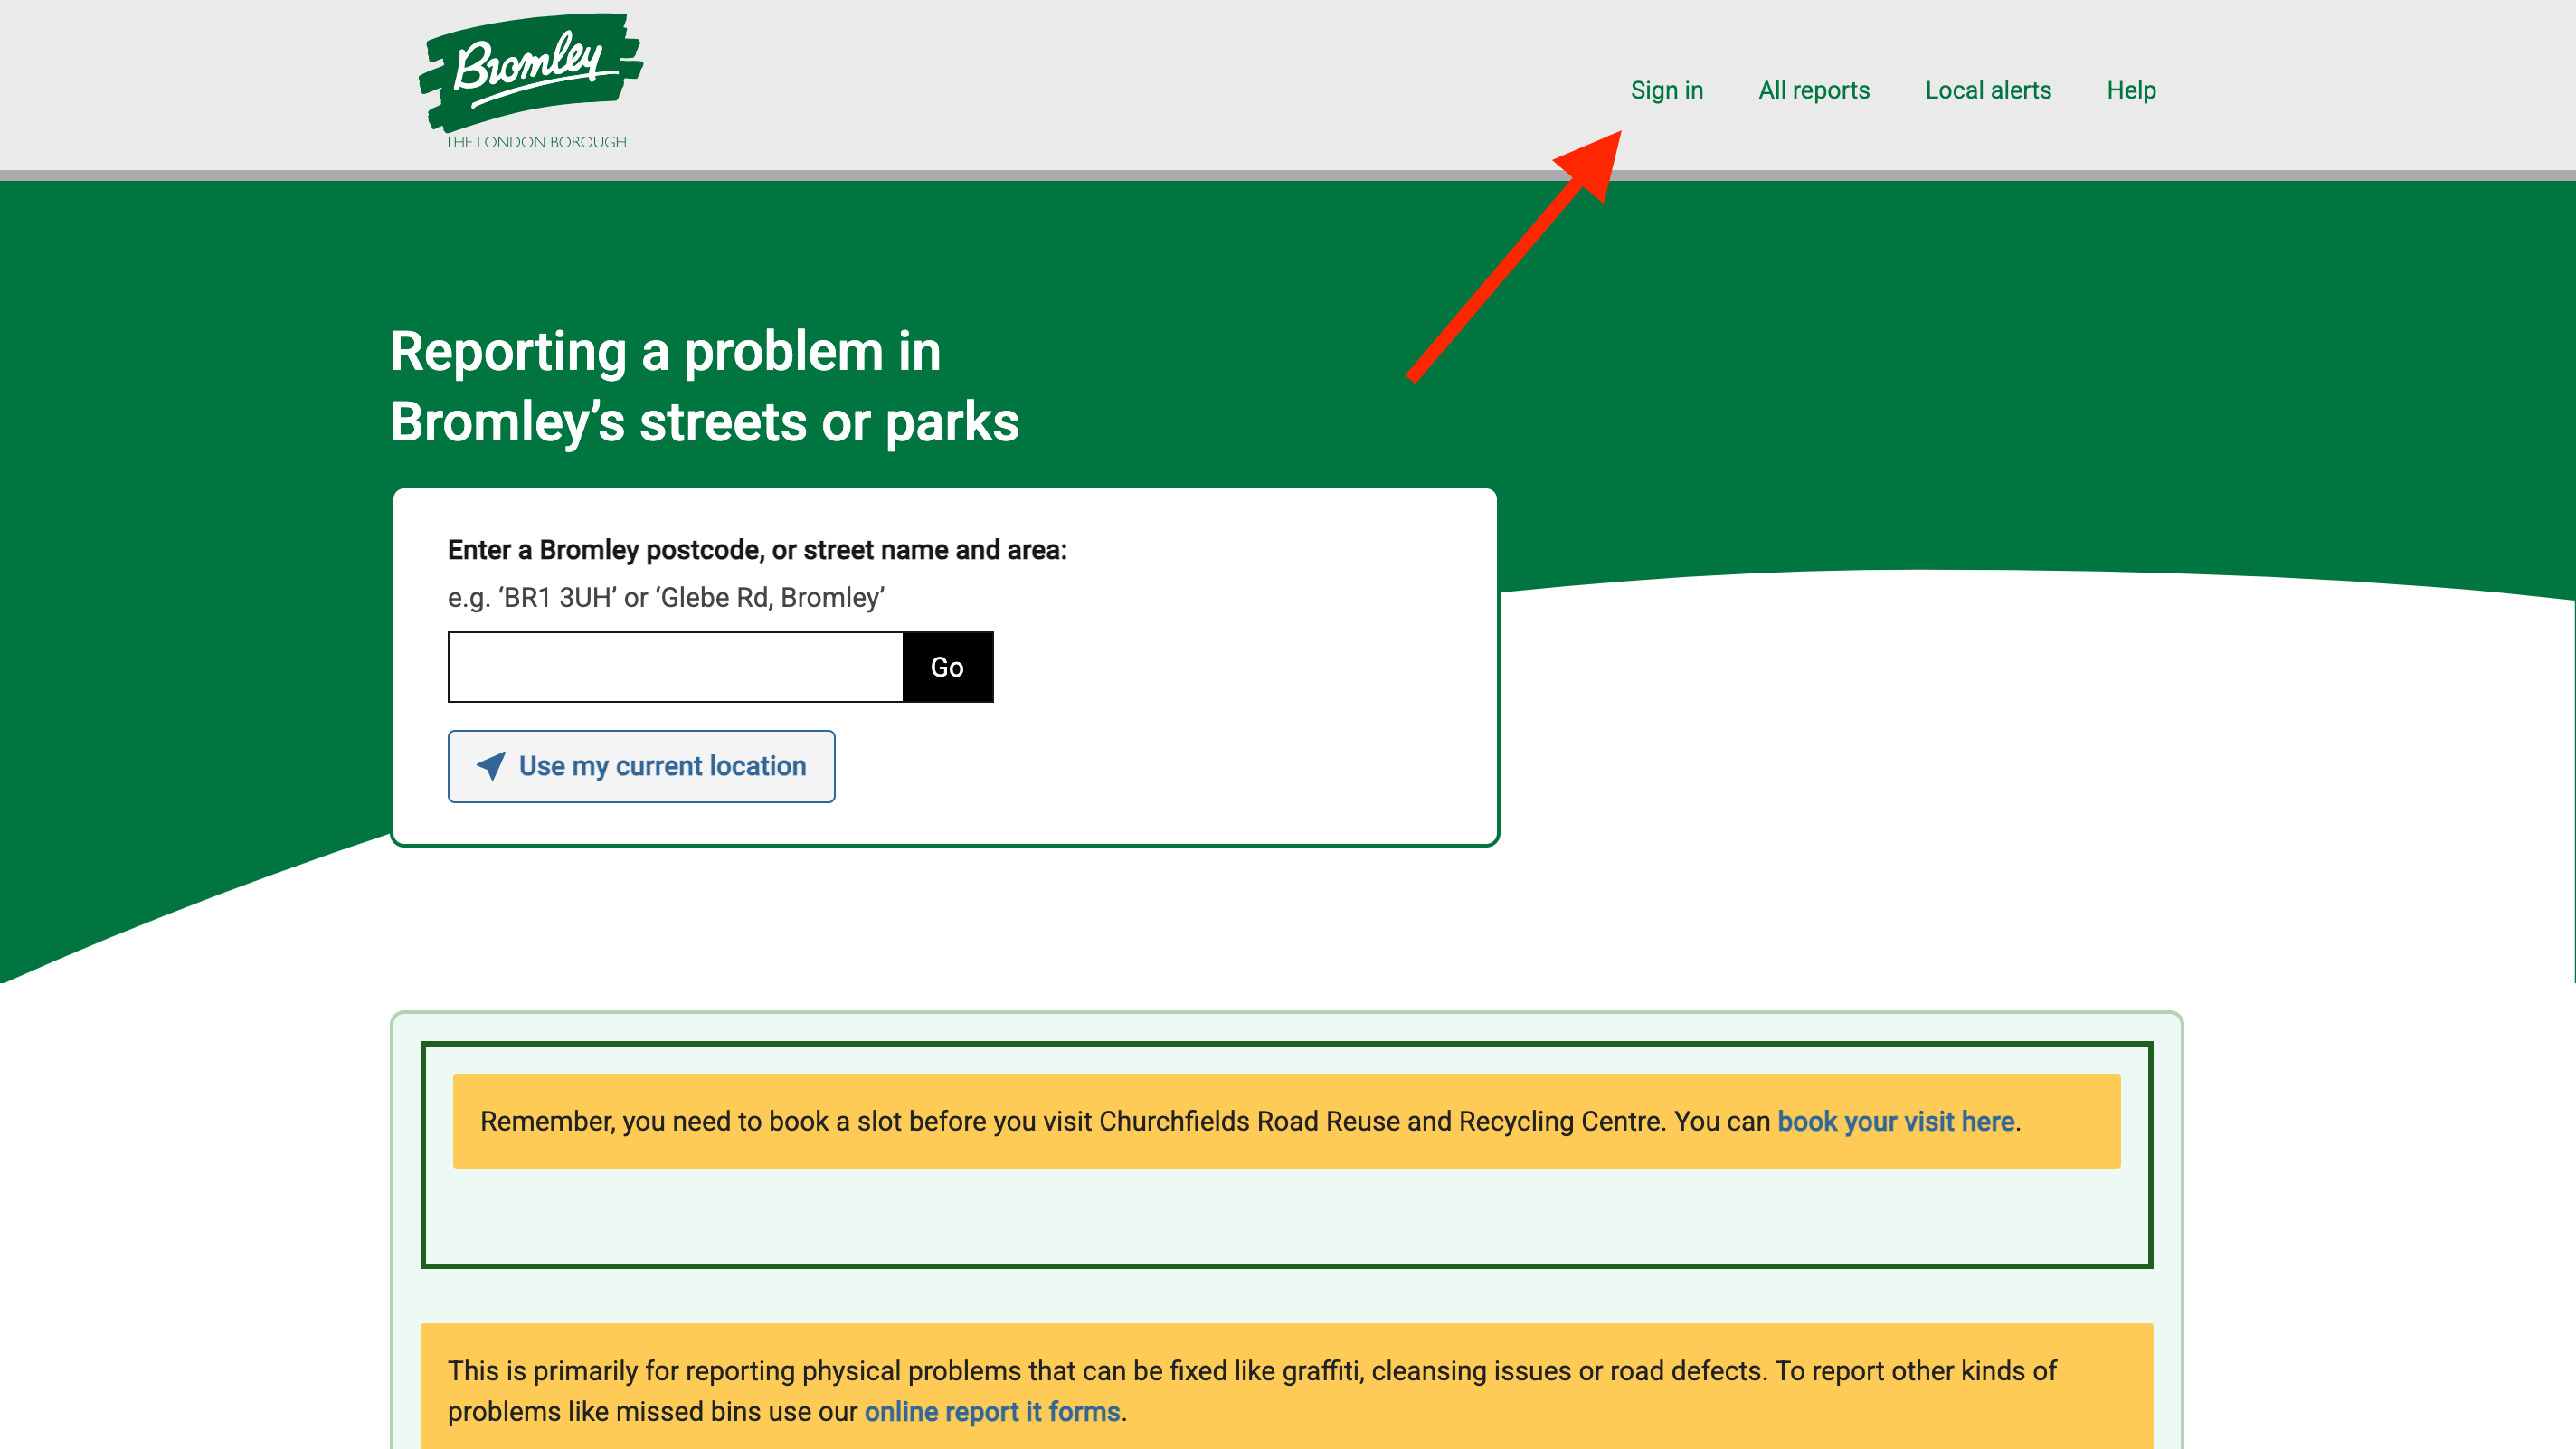 Bromley
THE LONDON BOROUGH
Sign in
All reports
Local alerts
Help
Reporting a problem in
Bromley’s streets or parks
Enter a Bromley postcode, or street name and area:
e.g. ‘BR1 3UH’ or ‘Glebe Rd, Bromley’
Go
Use my current location
Remember, you need to book a slot before you visit Churchfields Road Reuse and Recycling Centre. You can book your visit here.
This is primarily for reporting physical problems that can be fixed like graffiti, cleansing issues or road defects. To report other kinds of
problems like missed bins use our online report it forms.